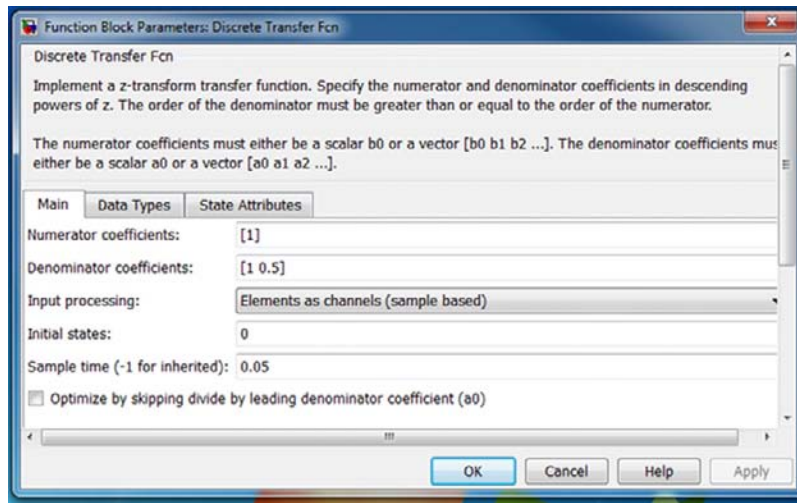 Function Block Parameters: Discrete Transfer Fcn
Discrete Transfer Fcn
Implement a z-transform transfer function. Specify the numerator and denominator coefficients in descending
powers of z. The order of the denominator must be greater than or equal to the order of the numerator.
The numerator coefficients must either be a scalar b0 or a vector [b0 b1 b2 ...]. The denominator coefficients mus
either be a scalar a0 or a vector [a0 a1 a2 ...].
Main Data Types State Attributes
Numerator coefficients: [1]
Denominator coefficients: [1 0.5]
Input processing: Elements as channels (sample based)
Initial states: 0
Sample time (-1 for inherited): 0.05
Optimize by skipping divide by leading denominator coefficient (a0)
OK Cancel Help Apply